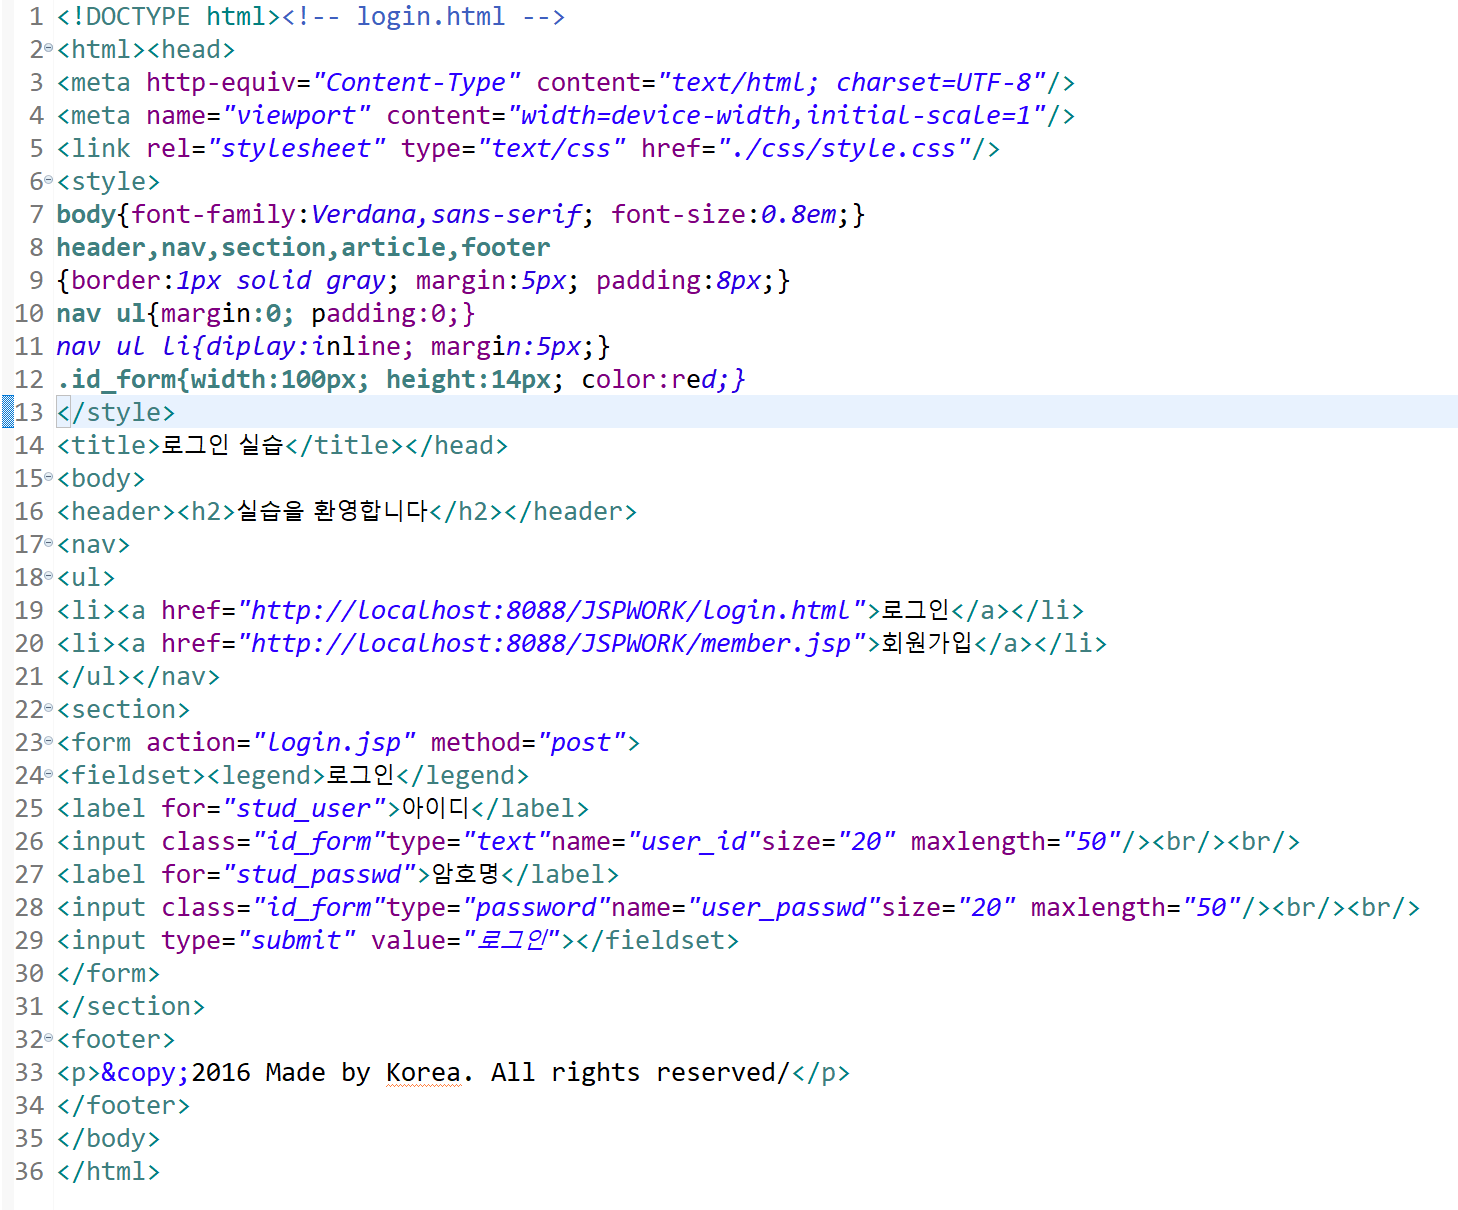 1 <!DOCTYPE html><!-- login.html -->
2 <html><head>
3 <meta http-equiv="Content-Type" content="text/html; charset=UTF-8"/>
4 <meta name="viewport" content="width=device-width,initial-scale=1"/>
5 <link rel="stylesheet" type="text/css" href="./css/style.css"/>
6 <style>
7 body{font-family:Verdana,sans-serif; font-size:0.8em;}
8 header,nav,section,article,footer
9 {border:1px solid gray; margin:5px; padding:8px;}
10 nav ul{margin:0; padding:0;}
11 nav ul li{diplay:inline; margin:5px;}
12 .id_form{width:100px; height:14px; color:red;}
13 </style>
14 <title>로그인 실습</title></head>
15 <body>
16 <header><h2>실습을 환영합니다</h2></header>
17 <nav>
18 <ul>
19 <li><a href="http://localhost:8088/JSPWORK/login.html">로그인</a></li>
20 <li><a href="http://localhost:8088/JSPWORK/member.jsp">회원가입</a></li>
21 </ul></nav>
22 <section>
23 <form action="login.jsp" method="post">
24 <fieldset><legend>로그인</legend>
25 <label for="stud_user">아이디</label>
26 <input class="id_form"type="text"name="user_id"size="20" maxlength="50"/><br/><br/>
27 <label for="stud_passwd">암호명</label>
28 <input class="id_form"type="password"name="user_passwd"size="20" maxlength="50"/><br/><br/>
29 <input type="submit" value="로그인"></fieldset>
30 </form>
31 </section>
32 <footer>
33 <p>&copy;2016 Made by Korea. All rights reserved/</p>
34 </footer>
35 </body>
36 </html>